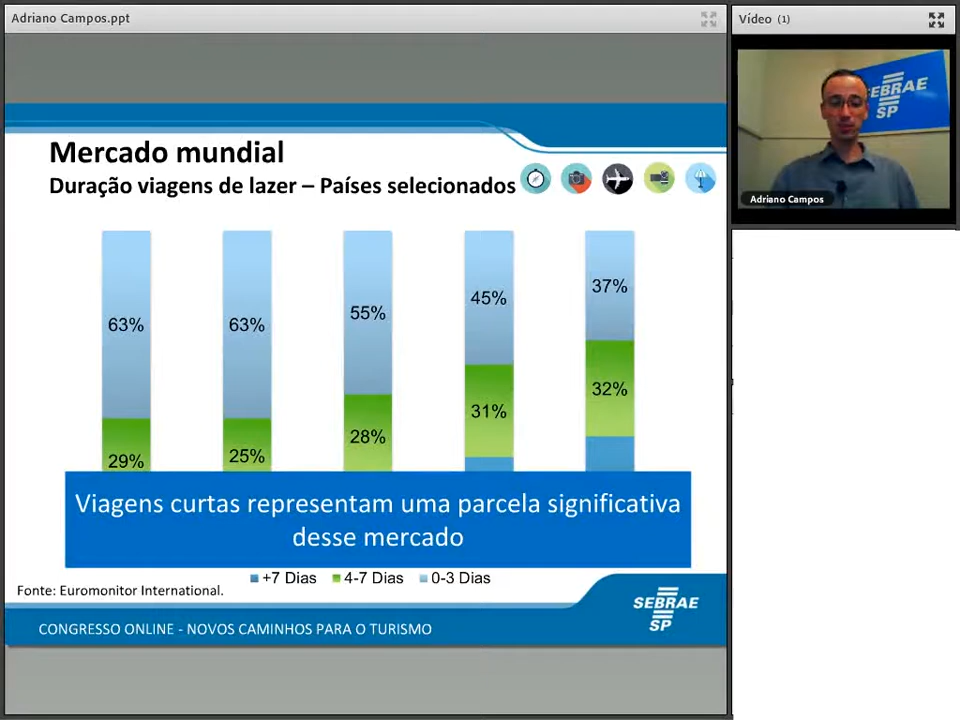 Adriano Campos.ppt
Vídeo (1)
SEBRAE
SP
Adriano Campos
Mercado mundial
Duração viagens de lazer – Países selecionados
63% 63% 55% 45% 37%
29% 25% 28% 31% 32%
Viagens curtas representam uma parcela significativa
desse mercado
+7 Dias 4-7 Dias 0-3 Dias
Fonte: Euromonitor International.
SEBRAE
SP
CONGRESSO ONLINE - NOVOS CAMINHOS PARA O TURISMO